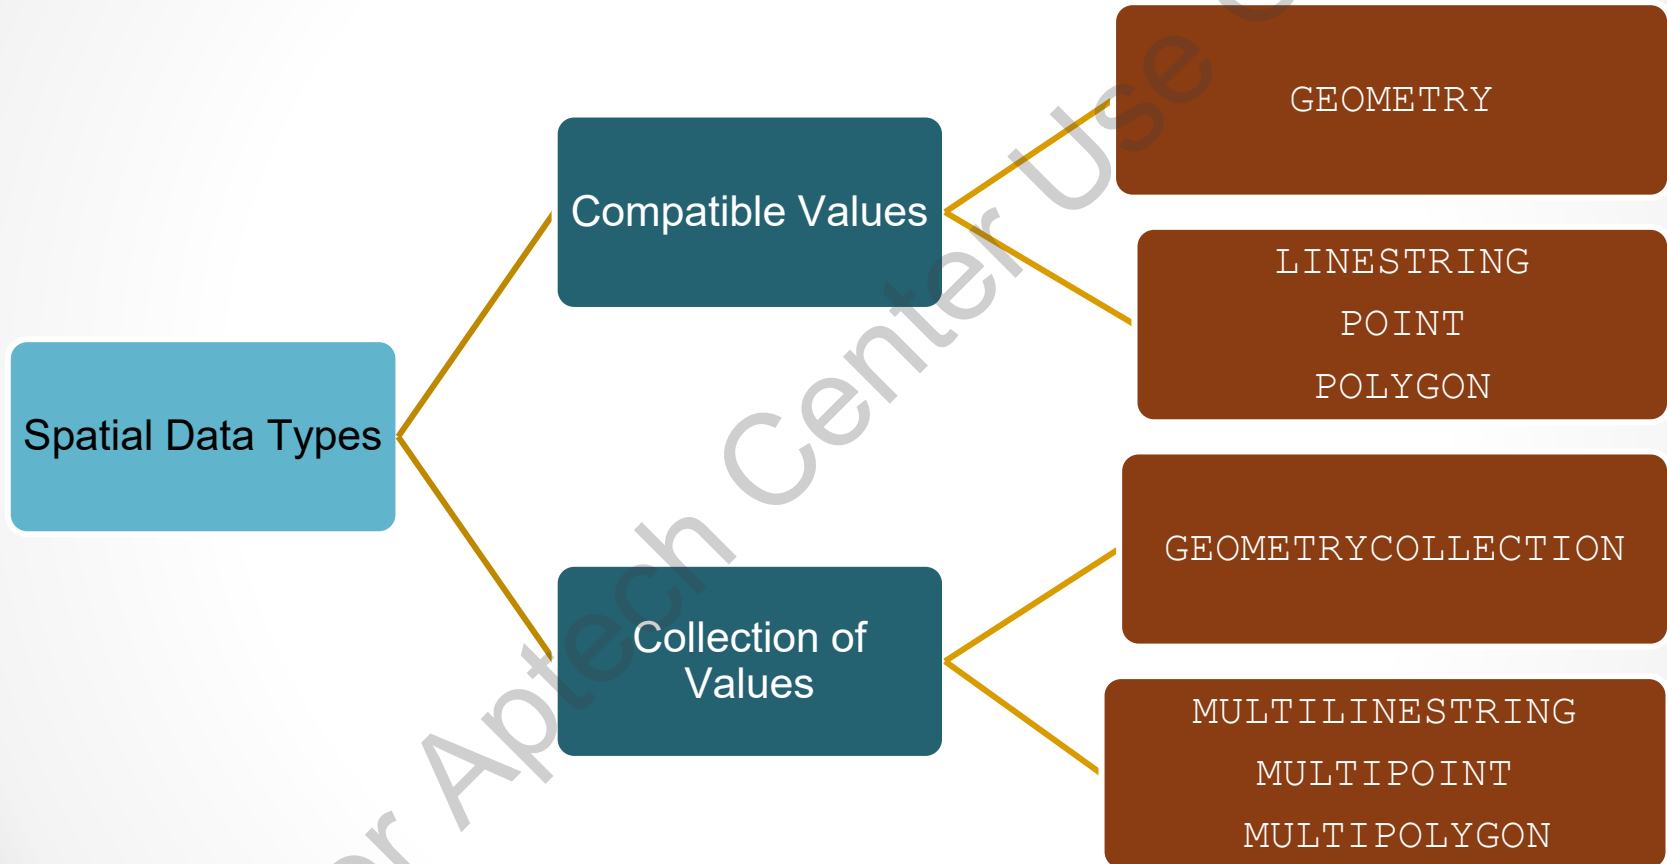 Spatial Data Types
Compatible Values
GEOMETRY
LINESTRING
POINT
POLYGON
Collection of
Values
GEOMETRYCOLLECTION
MULTILINESTRING
MULTIPOINT
MULTIPOLYGON
Aptech Center Use